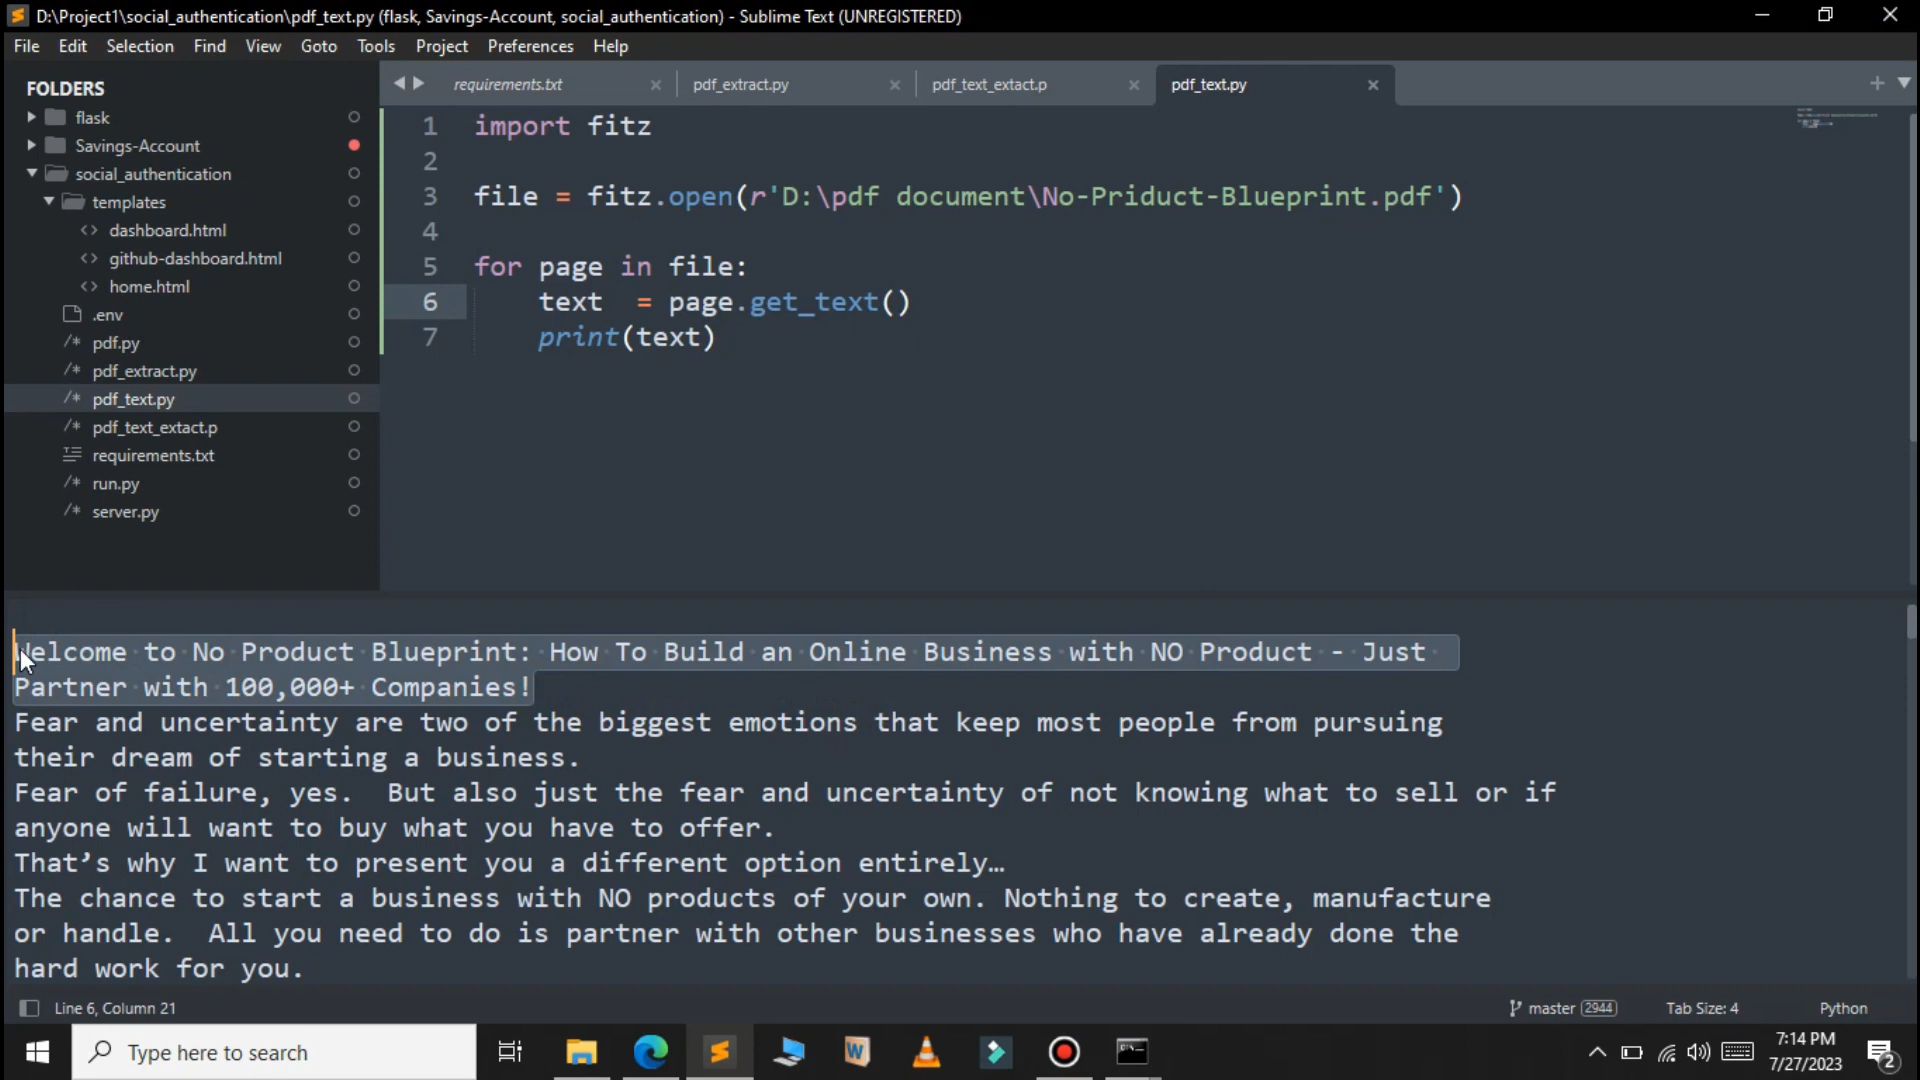 D:\Project1\social_authentication\pdf_text.py (flask, Savings-Account, social_authentication) - Sublime Text (UNREGISTERED)
File Edit Selection Find View Goto Tools Project Preferences Help
FOLDERS
flask
Savings-Account
social_authentication
templates
<> dashboard.html
<> github-dashboard.html
<> home.html
.env
/* pdf.py
/* pdf_extract.py
/* pdf_text.py
/* pdf_text_extact.p
requirements.txt
/* run.py
/* server.py
requirements.txt pdf_extract.py pdf_text_extact.p pdf_text.py
1 import fitz
2
3 file = fitz.open(r'D:\pdf document\No-Priduct-Blueprint.pdf')
4
5 for page in file:
6 text  = page.get_text()
7 print(text)
Welcome to No Product Blueprint: How To Build an Online Business with NO Product - Just
Partner with 100,000+ Companies!
Fear and uncertainty are two of the biggest emotions that keep most people from pursuing
their dream of starting a business.
Fear of failure, yes.  But also just the fear and uncertainty of not knowing what to sell or if
anyone will want to buy what you have to offer.
That’s why I want to present you a different option entirely…
The chance to start a business with NO products of your own. Nothing to create, manufacture
or handle.  All you need to do is partner with other businesses who have already done the
hard work for you.
Line 6, Column 21 master 2944 Tab Size: 4 Python
Type here to search
7:14 PM
7/27/2023
2